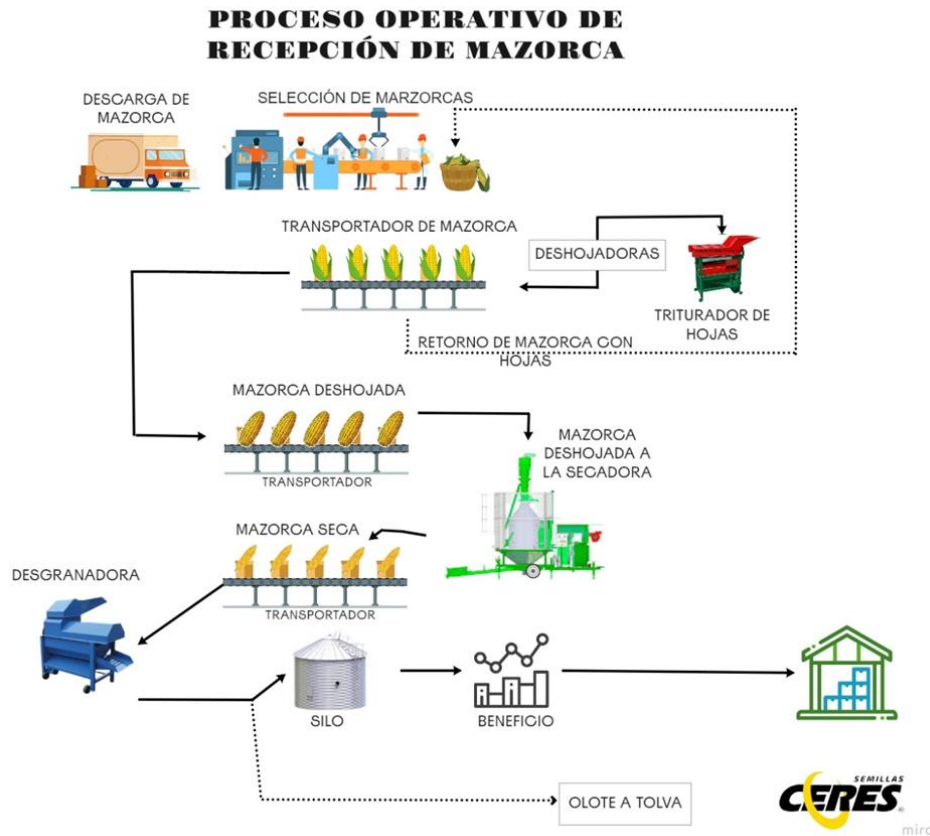 PROCESO OPERATIVO DE
RECEPCIÓN DE MAZORCA
DESCARGA DE
MAZORCA
SELECCIÓN DE MARZORCAS
TRANSPORTADOR DE MAZORCA
DESHOJADORAS
TRITURADOR DE
HOJAS
RETORNO DE MAZORCA CON
HOJAS
MAZORCA DESHOJADA
TRANSPORTADOR
MAZORCA
DESHOJADA A
LA SECADORA
MAZORCA SECA
TRANSPORTADOR
DESGRANADORA
SILO
BENEFICIO
OLOTE A TOLVA
SEMILLAS
CERES
miro